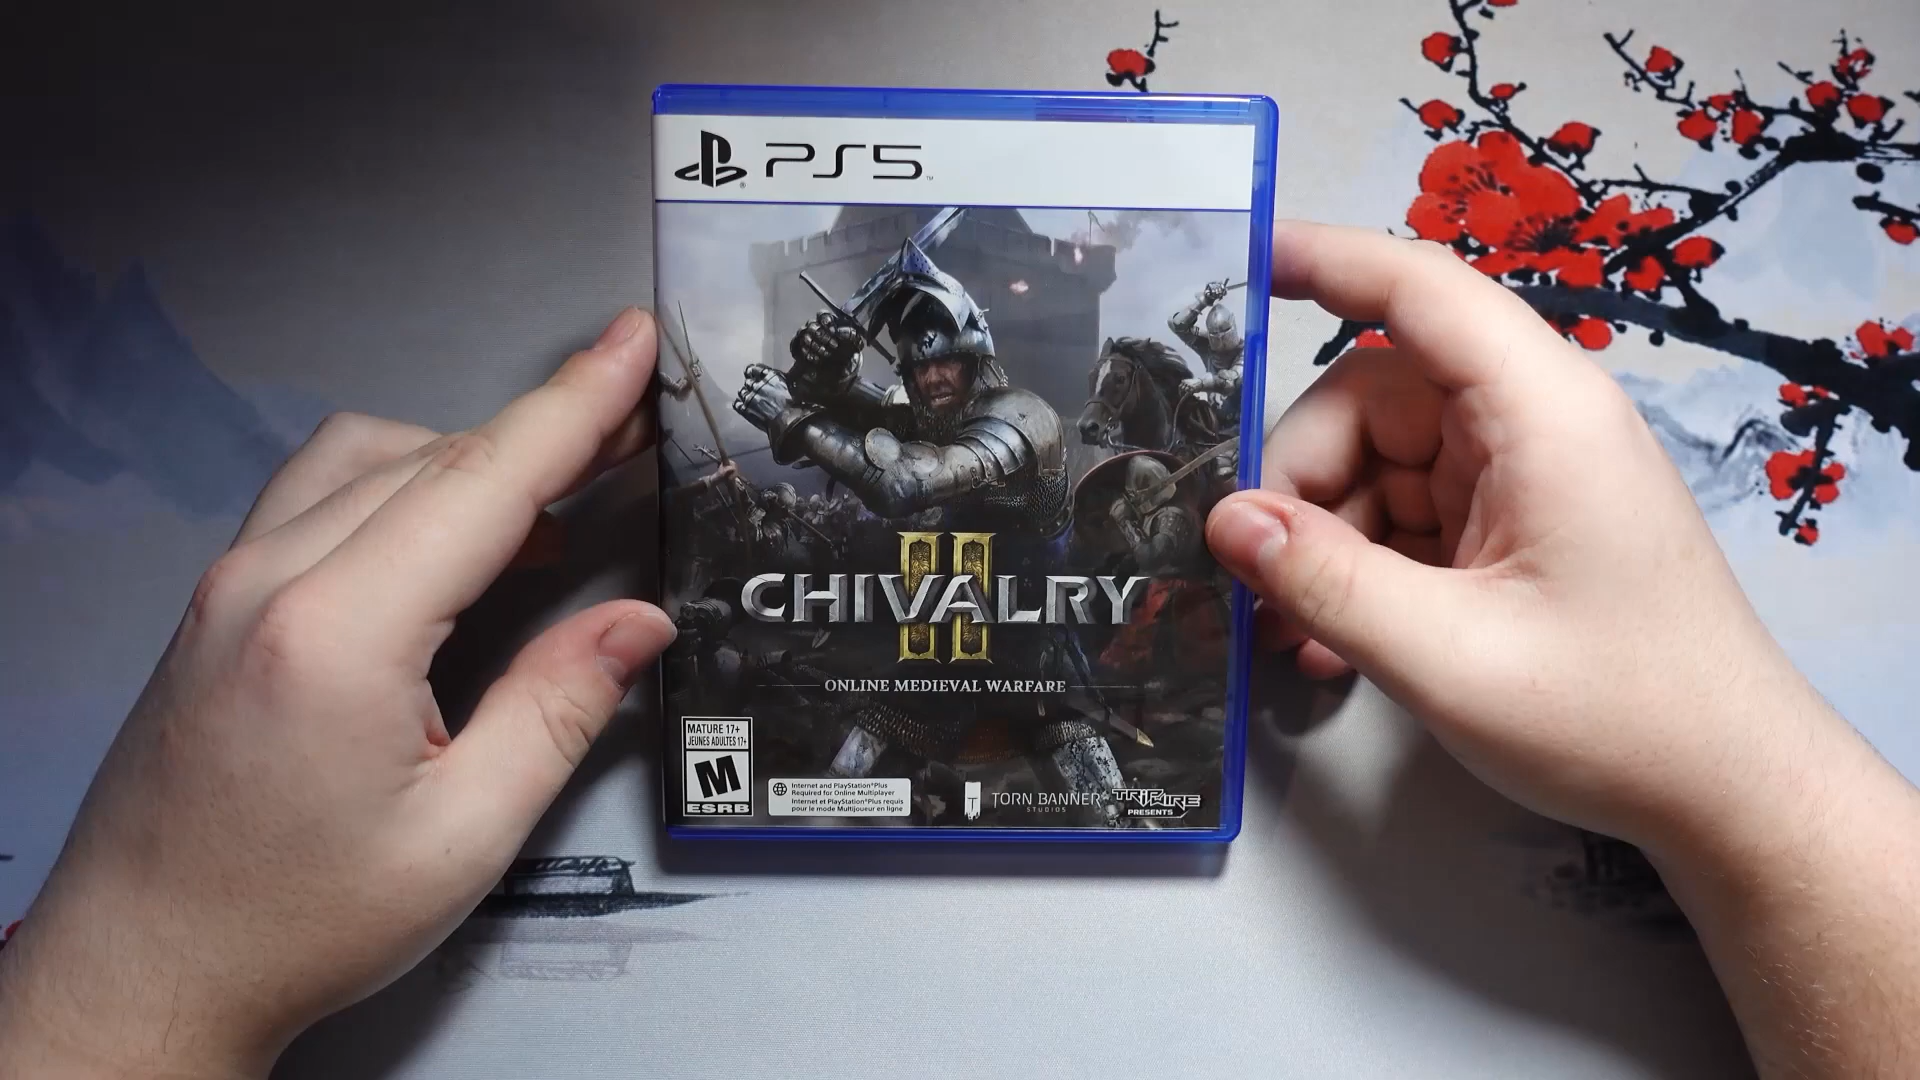 PS5
CHIVALRY
II
ONLINE MEDIEVAL WARFARE
MATURE 17+
JEUNES ADULTES 17+
M
ESRB
Internet and PlayStation®Plus
Required for Online Multiplayer
Internet et PlayStation®Plus requis
pour le mode Multijoueur en ligne
TORN BANNER
STUDIOS
TRIPWIRE
PRESENTS